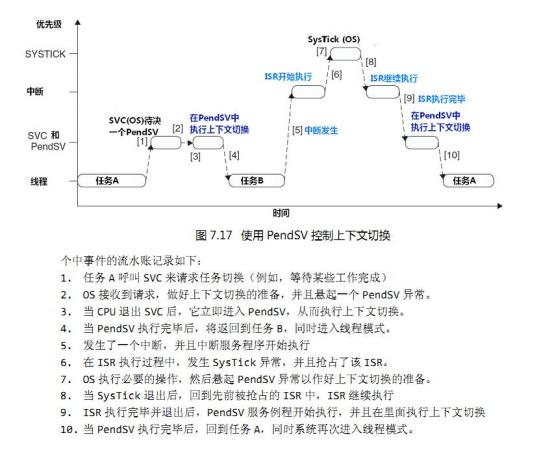 优先级
SysTick (OS)
SYSTICK
[7]
[8]
ISR开始执行
[6]
ISR继续执行
中断
[9] ISR执行完毕
SVC(OS)待决
一个PendSV
在PendSV中
执行上下文切换
在PendSV中
执行上下文切换
[2]
[5] 中断发生
SVC 和
PendSV
[1]
[3]
[4]
[10]
线程
任务A
任务B
任务A
时间
图 7.17 使用 PendSV 控制上下文切换
个中事件的流水账记录如下：
1. 任务 A 呼叫 SVC 来请求任务切换（例如，等待某些工作完成）
2. OS 接收到请求，做好上下文切换的准备，并且悬起一个 PendSV 异常。
3. 当 CPU 退出 SVC 后，它立即进入 PendSV，从而执行上下文切换。
4. 当 PendSV 执行完毕后，将返回到任务 B，同时进入线程模式。
5. 发生了一个中断，并且中断服务程序开始执行
6. 在 ISR 执行过程中，发生 SysTick 异常，并且抢占了该 ISR。
7. OS 执行必要的操作，然后悬起 PendSV 异常以作好上下文切换的准备。
8. 当 SysTick 退出后，回到先前被抢占的 ISR 中，ISR 继续执行
9. ISR 执行完毕并退出后，PendSV 服务例程开始执行，并且在里面执行上下文切换
10. 当 PendSV 执行完毕后，回到任务 A，同时系统再次进入线程模式。